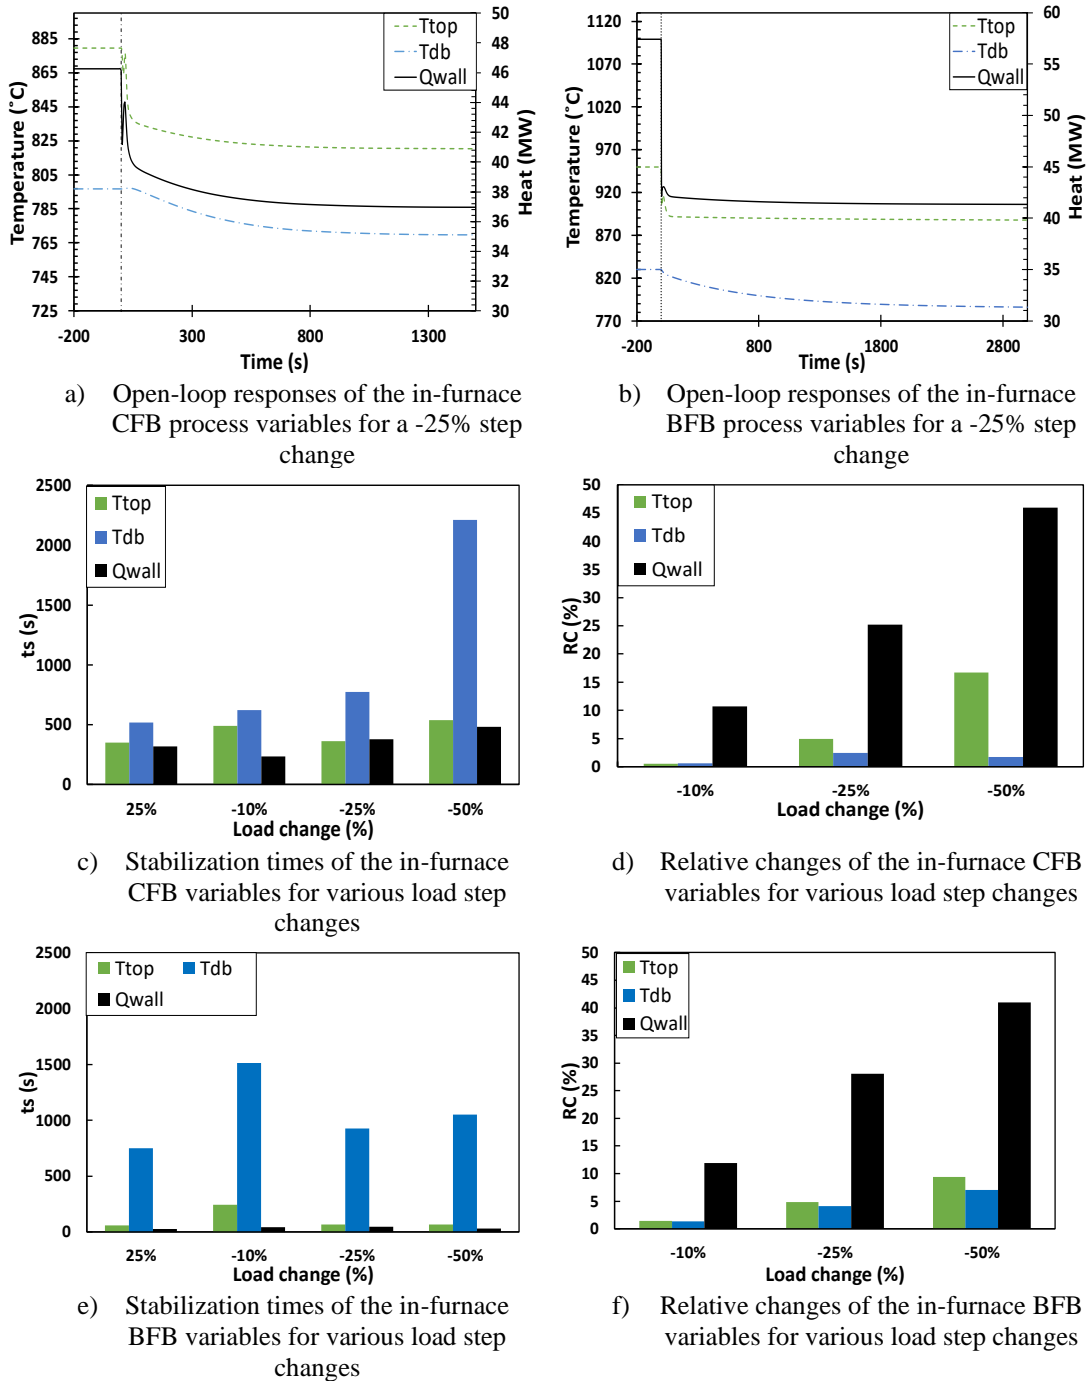 50
48
46
44
42
40
38
36
34
32
30
885
865
845
825
805
785
765
745
725
Temperature (˚C)
Heat (MW)
Ttop
Tdb
Qwall
-200
300
800
1300
Time (s)
a) Open-loop responses of the in-furnace
CFB process variables for a -25% step
change
1120
1070
1020
970
920
870
820
770
60
55
50
45
40
35
30
Temperature (˚C)
Heat (MW)
Ttop
Tdb
Qwall
-200
800
1800
2800
Time (s)
b) Open-loop responses of the in-furnace
BFB process variables for a -25% step
change
2500
2000
1500
1000
500
0
ts (s)
Ttop
Tdb
Qwall
25%
-10%
-25%
-50%
Load change (%)
c) Stabilization times of the in-furnace
CFB variables for various load step
changes
50
45
40
35
30
25
20
15
10
5
0
RC (%)
Ttop
Tdb
Qwall
-10%
-25%
-50%
Load change (%)
d) Relative changes of the in-furnace CFB
variables for various load step changes
2500
2000
1500
1000
500
0
ts (s)
Ttop Tdb
Qwall
25%
-10%
-25%
-50%
Load change (%)
e) Stabilization times of the in-furnace
BFB variables for various load step
changes
50
45
40
35
30
25
20
15
10
5
0
RC (%)
Ttop
Tdb
Qwall
-10%
-25%
-50%
Load change (%)
f) Relative changes of the in-furnace BFB
variables for various load step changes